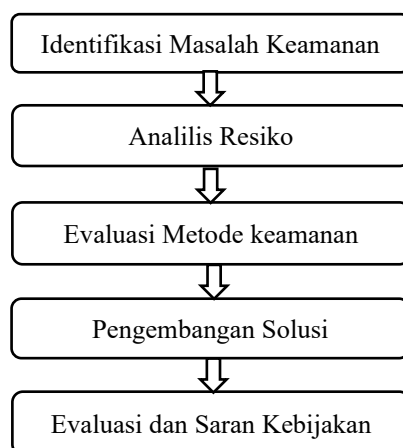 Identifikasi Masalah Keamanan
Analilis Resiko
Evaluasi Metode keamanan
Pengembangan Solusi
Evaluasi dan Saran Kebijakan